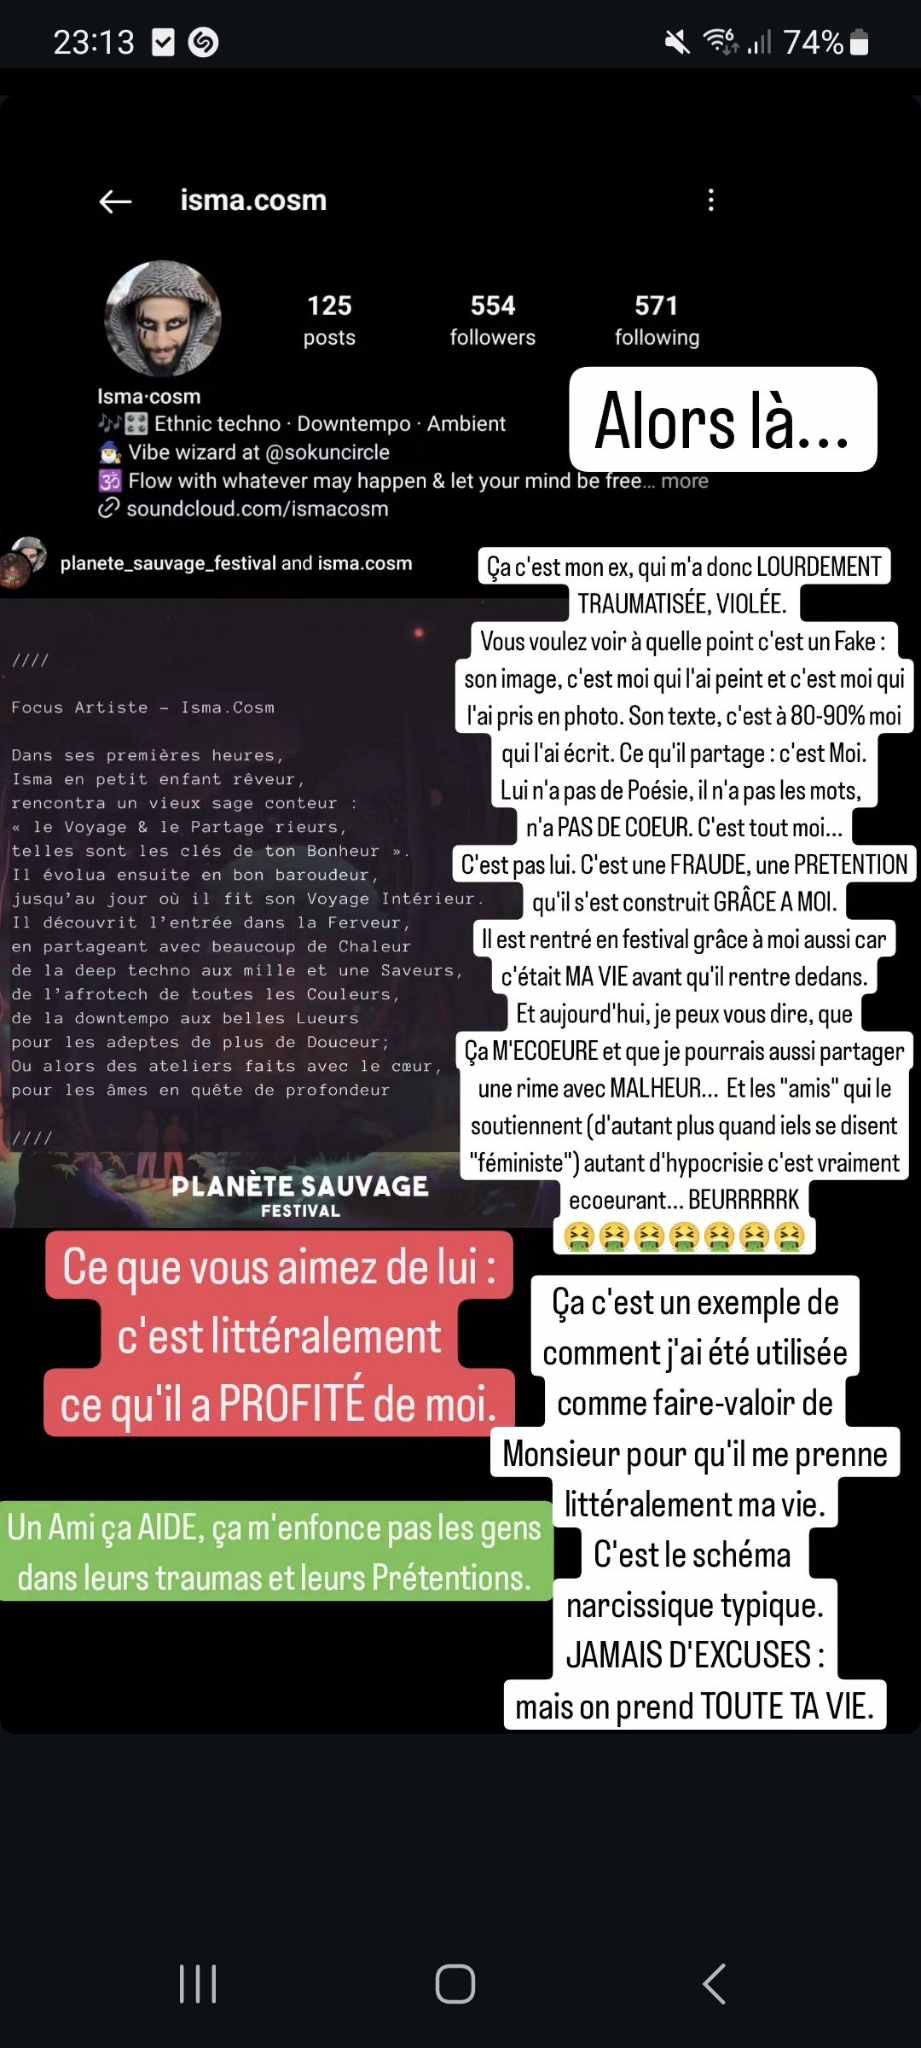 23:13
74%
isma.cosm
125
posts
554
followers
571
following
Isma·cosm
🎶🎛️ Ethnic techno · Downtempo · Ambient
🧙‍♂️ Vibe wizard at @sokuncircle
🕉️ Flow with whatever may happen & let your mind be free... more
soundcloud.com/ismacosm
Alors là...
planete_sauvage_festival and isma.cosm
////
Focus Artiste – Isma.Cosm
Dans ses premières heures,
Isma en petit enfant rêveur,
rencontra un vieux sage conteur :
« le Voyage & le Partage rieurs,
telles sont les clés de ton Bonheur ».
Il évolua ensuite en bon baroudeur,
jusqu'au jour où il fit son Voyage Intérieur.
Il découvrit l'entrée dans la Ferveur,
en partageant avec beaucoup de Chaleur
de la deep techno aux mille et une Saveurs,
de l'afrotech de toutes les Couleurs,
de la downtempo aux belles Lueurs
pour les adeptes de plus de Douceur;
Ou alors des ateliers faits avec le cœur,
pour les âmes en quête de profondeur
////
PLANÈTE SAUVAGE
FESTIVAL
Ça c'est mon ex, qui m'a donc LOURDEMENT
TRAUMATISÉE, VIOLÉE.
Vous voulez voir à quelle point c'est un Fake :
son image, c'est moi qui l'ai peint et c'est moi qui
l'ai pris en photo. Son texte, c'est à 80-90% moi
qui l'ai écrit. Ce qu'il partage : c'est Moi.
Lui n'a pas de Poésie, il n'a pas les mots,
n'a PAS DE COEUR. C'est tout moi...
C'est pas lui. C'est une FRAUDE, une PRETENTION
qu'il s'est construit GRÂCE A MOI.
Il est rentré en festival grâce à moi aussi car
c'était MA VIE avant qu'il rentre dedans.
Et aujourd'hui, je peux vous dire, que
Ça M'ECOEURE et que je pourrais aussi partager
une rime avec MALHEUR... Et les "amis" qui le
soutiennent (d'autant plus quand iels se disent
"féministe") autant d'hypocrisie c'est vraiment
ecoeurant... BEURRRRRK
🤮🤮🤮🤮🤮🤮🤮
Ce que vous aimez de lui :
c'est littéralement
ce qu'il a PROFITÉ de moi.
Un Ami ça AIDE, ça m'enfonce pas les gens
dans leurs traumas et leurs Prétentions.
Ça c'est un exemple de
comment j'ai été utilisée
comme faire-valoir de
Monsieur pour qu'il me prenne
littéralement ma vie.
C'est le schéma
narcissique typique.
JAMAIS D'EXCUSES :
mais on prend TOUTE TA VIE.